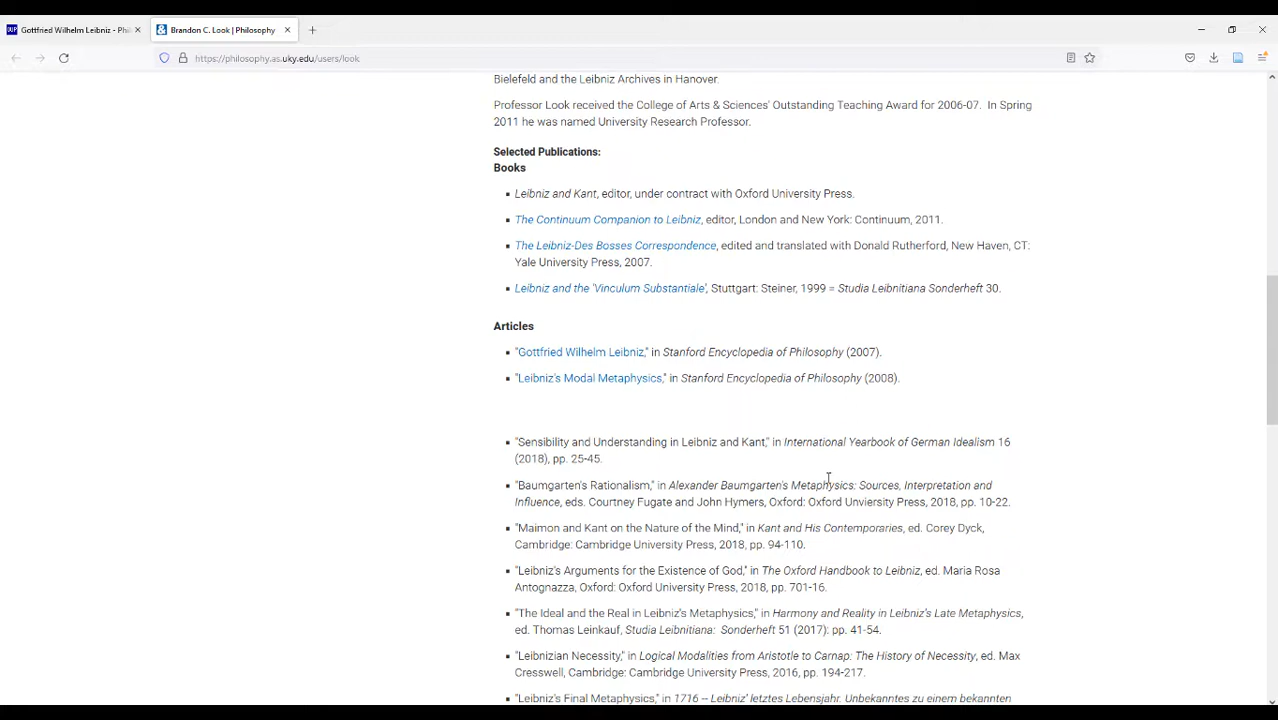 Gottfried Wilhelm Leibniz - Phi
Brandon C. Look | Philosophy
https://philosophy.as.uky.edu/users/look
Bielefeld and the Leibniz Archives in Hanover.
Professor Look received the College of Arts & Sciences' Outstanding Teaching Award for 2006-07. In Spring
2011 he was named University Research Professor.
Selected Publications:
Books
▪ Leibniz and Kant, editor, under contract with Oxford University Press.
▪ The Continuum Companion to Leibniz, editor, London and New York: Continuum, 2011.
▪ The Leibniz-Des Bosses Correspondence, edited and translated with Donald Rutherford, New Haven, CT:
Yale University Press, 2007.
▪ Leibniz and the 'Vinculum Substantiale', Stuttgart: Steiner, 1999 = Studia Leibnitiana Sonderheft 30.
Articles
▪ "Gottfried Wilhelm Leibniz," in Stanford Encyclopedia of Philosophy (2007).
▪ "Leibniz's Modal Metaphysics," in Stanford Encyclopedia of Philosophy (2008).
▪ "Sensibility and Understanding in Leibniz and Kant," in International Yearbook of German Idealism 16
(2018), pp. 25-45.
▪ "Baumgarten's Rationalism," in Alexander Baumgarten's Metaphysics: Sources, Interpretation and
Influence, eds. Courtney Fugate and John Hymers, Oxford: Oxford Unviersity Press, 2018, pp. 10-22.
▪ "Maimon and Kant on the Nature of the Mind," in Kant and His Contemporaries, ed. Corey Dyck,
Cambridge: Cambridge University Press, 2018, pp. 94-110.
▪ "Leibniz's Arguments for the Existence of God," in The Oxford Handbook to Leibniz, ed. Maria Rosa
Antognazza, Oxford: Oxford University Press, 2018, pp. 701-16.
▪ "The Ideal and the Real in Leibniz's Metaphysics," in Harmony and Reality in Leibniz's Late Metaphysics,
ed. Thomas Leinkauf, Studia Leibnitiana: Sonderheft 51 (2017): pp. 41-54.
▪ "Leibnizian Necessity," in Logical Modalities from Aristotle to Carnap: The History of Necessity, ed. Max
Cresswell, Cambridge: Cambridge University Press, 2016, pp. 194-217.
▪ "Leibniz's Final Metaphysics," in 1716 -- Leibniz' letztes Lebensjahr. Unbekanntes zu einem bekannten